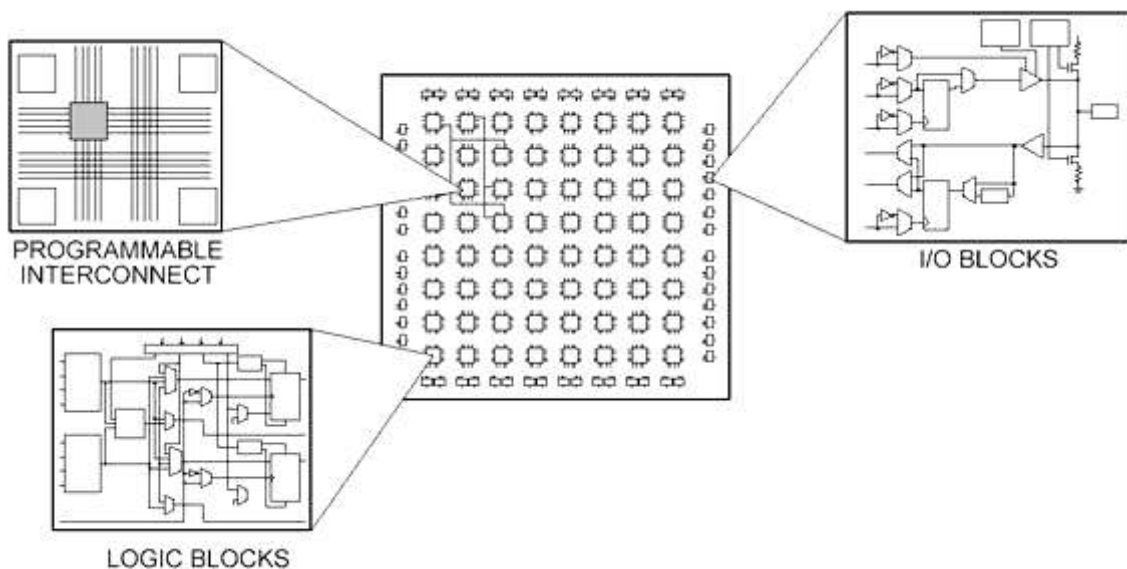 PROGRAMMABLE
INTERCONNECT
I/O BLOCKS
LOGIC BLOCKS